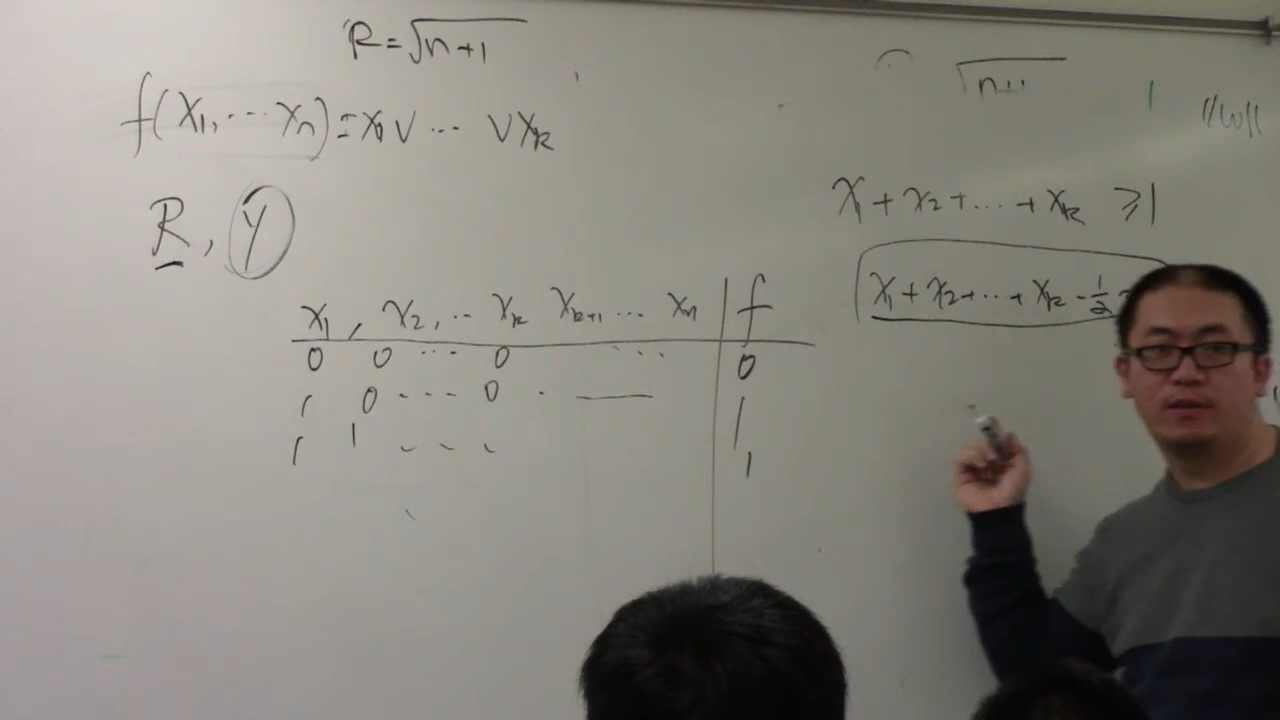 R = √n+1
f(x₁, ... xₙ) = x₁ ∨ ... ∨ xₖ
R, γ
x₁, x₂, .. xₖ xₖ₊₁ ... xₙ | f
0 0 ... 0 ... | 0
1 0 ... 0 . — | 1
1 1 ... | 1
√n+1
||w||
x₁ + x₂ + ... + xₖ ≥ 1
x₁ + x₂ + ... + xₖ - 1/2